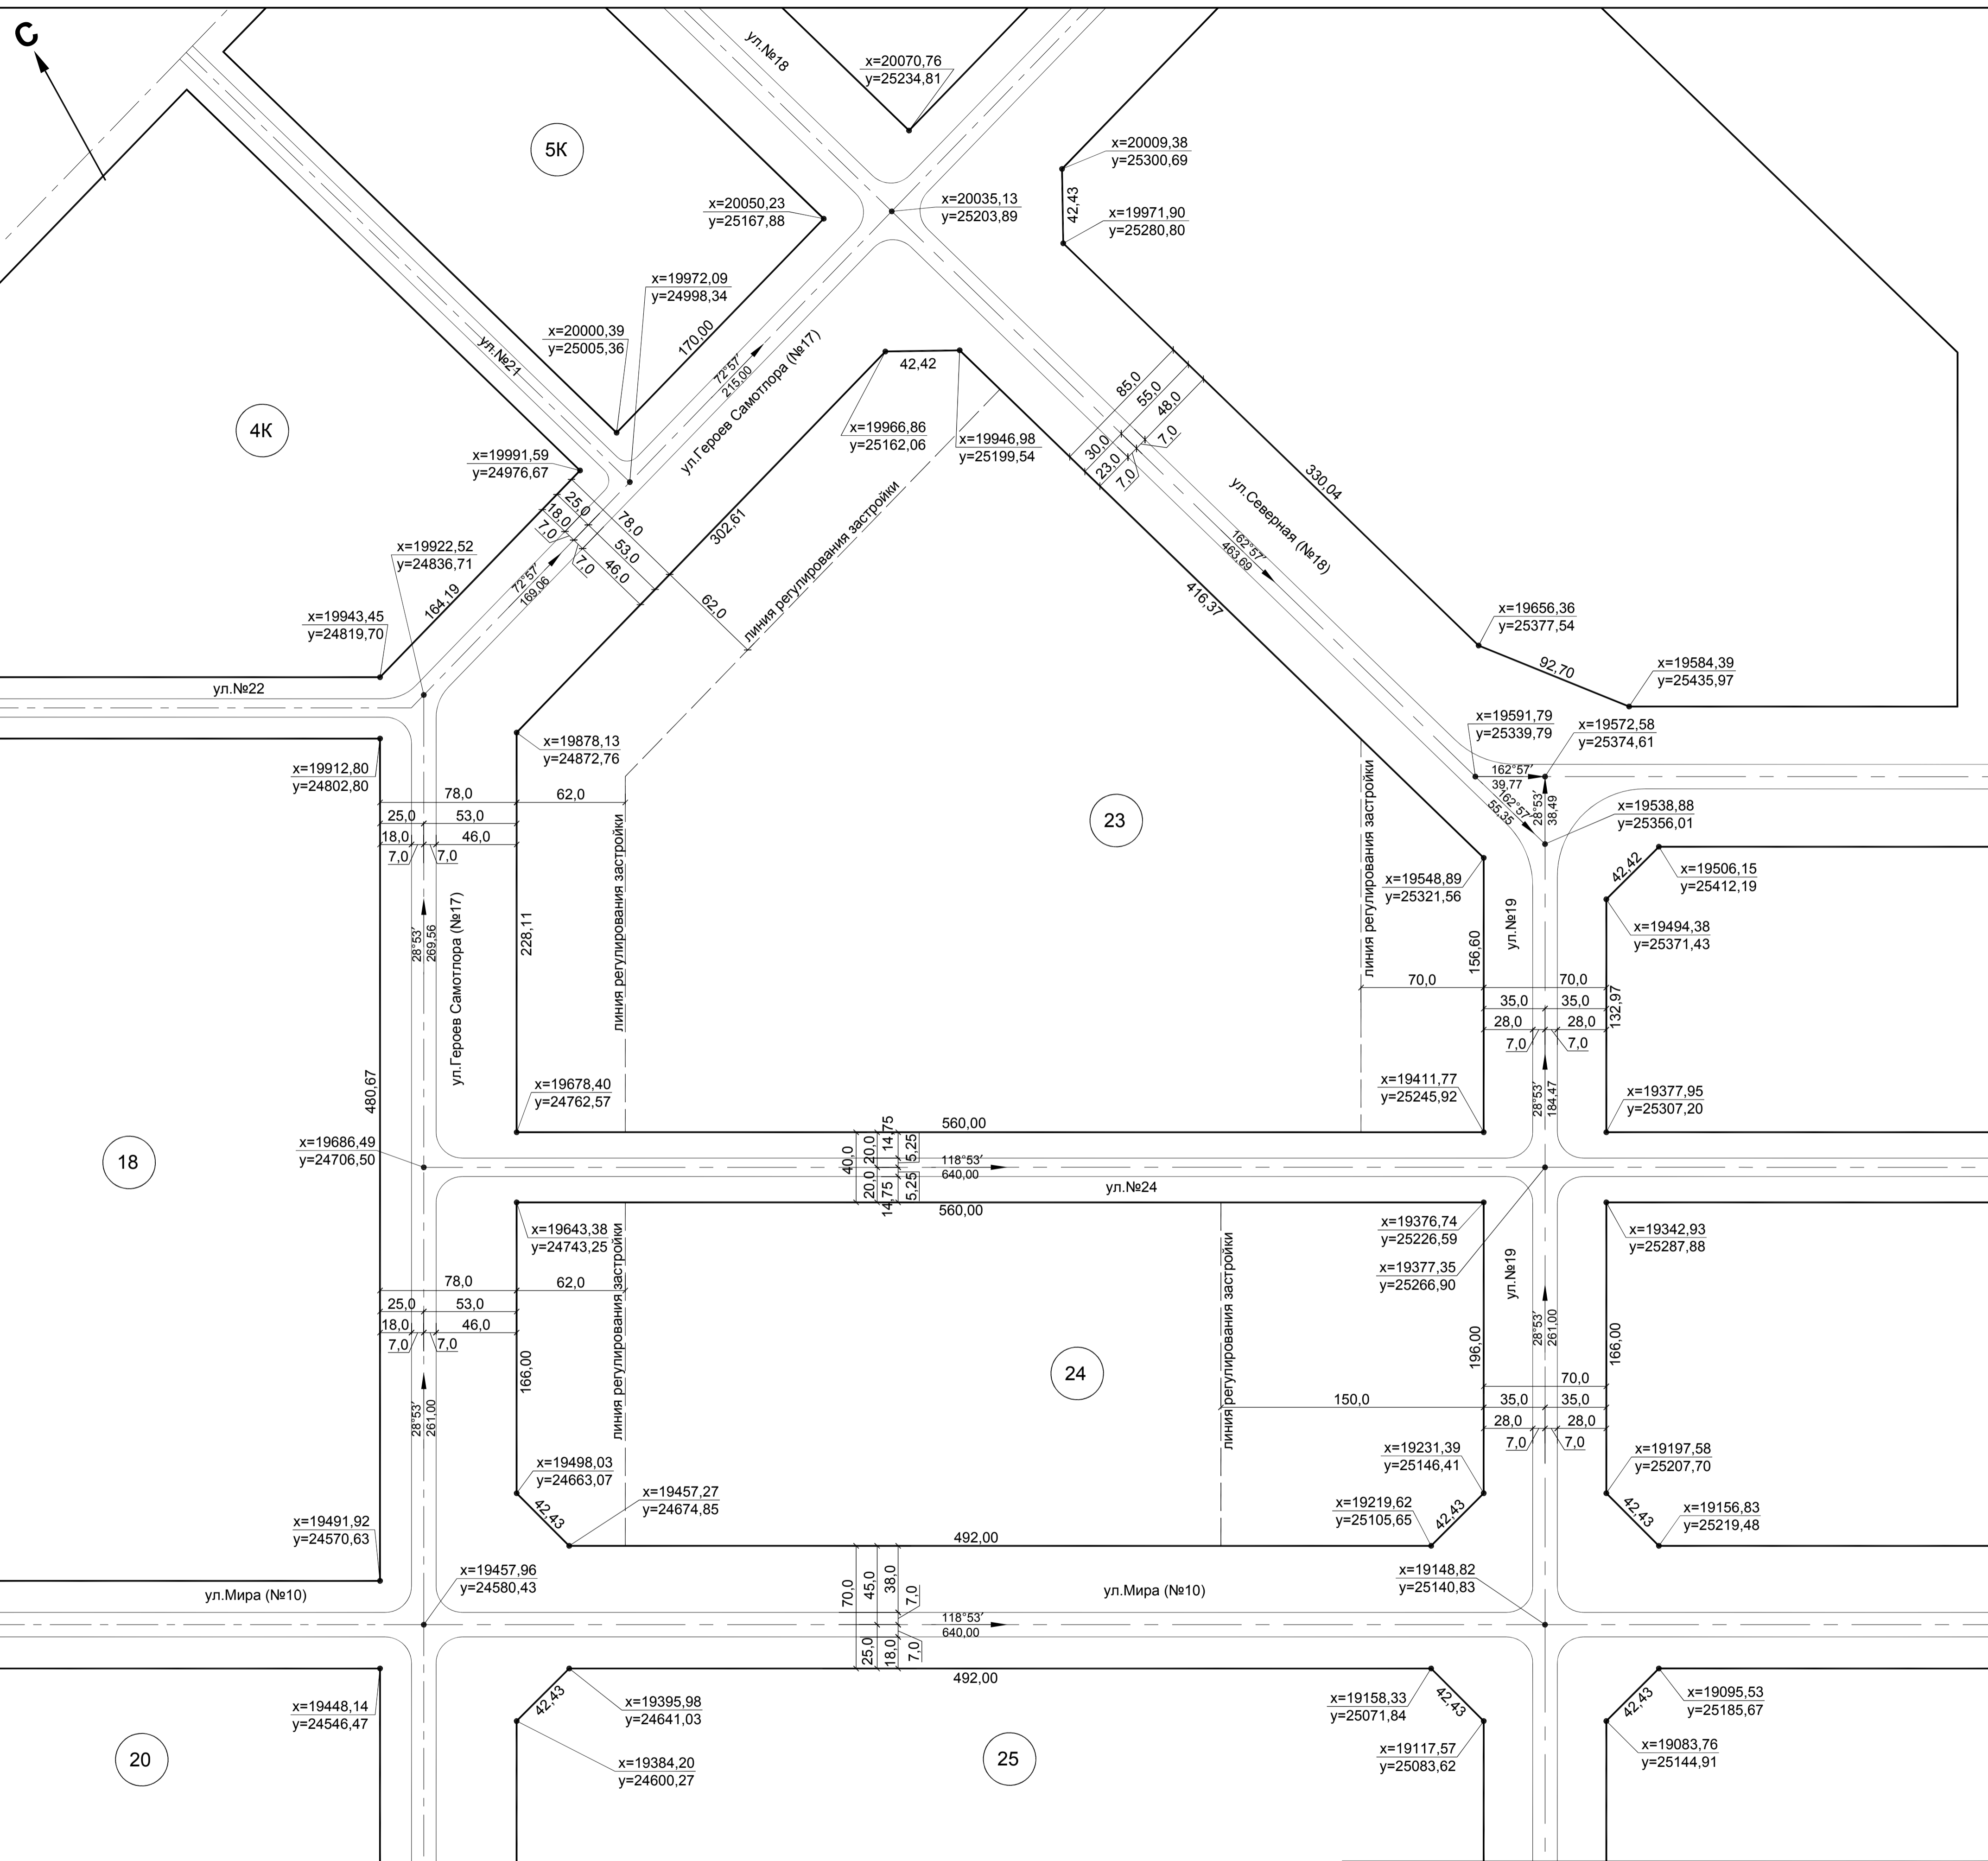 С
ул.№18
x=20070,76
y=25234,81
5К
x=20009,38
y=25300,69
42,43
x=20050,23
y=25167,88
x=20035,13
y=25203,89
x=19971,90
y=25280,80
x=19972,09
y=24998,34
x=20000,39
y=25005,36
170,00
72°57′
215,00
ул.Героев Самотлора (№17)
ул.№21
42,42
4К
x=19991,59
y=24976,67
x=19966,86
y=25162,06
x=19946,98
y=25199,54
85,0
55,0
48,0
7,0
30,0
23,0
7,0
330,04
ул.Северная (№18)
162°57′
463,69
416,37
25,0
18,0
7,0
78,0
53,0
46,0
7,0
62,0
302,61
линия регулирования застройки
x=19922,52
y=24836,71
72°57′
169,06
164,19
x=19943,45
y=24819,70
ул.№22
x=19656,36
y=25377,54
92,70
x=19584,39
y=25435,97
x=19591,79
y=25339,79
x=19572,58
y=25374,61
162°57′
39,77
162°57′
55,35
28°53′
38,49
x=19538,88
y=25356,01
x=19878,13
y=24872,76
x=19912,80
y=24802,80
78,0
62,0
25,0
53,0
18,0
46,0
7,0
7,0
23
линия регулирования застройки
линия регулирования застройки
x=19548,89
y=25321,56
42,42
x=19506,15
y=25412,19
x=19494,38
y=25371,43
ул.№19
156,60
132,97
70,0
70,0
35,0
35,0
28,0
28,0
7,0
7,0
28°53′
269,56
ул.Героев Самотлора (№17)
228,11
480,67
x=19678,40
y=24762,57
x=19411,77
y=25245,92
28°53′
184,47
x=19377,95
y=25307,20
18
x=19686,49
y=24706,50
560,00
40,0
20,0
14,75
5,25
20,0
14,75
5,25
118°53′
640,00
ул.№24
560,00
x=19643,38
y=24743,25
x=19376,74
y=25226,59
x=19377,35
y=25266,90
x=19342,93
y=25287,88
ул.№19
78,0
62,0
25,0
53,0
18,0
46,0
7,0
7,0
линия регулирования застройки
линия регулирования застройки
166,00
24
196,00
28°53′
261,00
166,00
70,0
150,0
35,0
35,0
28,0
28,0
7,0
7,0
28°53′
261,00
x=19498,03
y=24663,07
42,43
x=19457,27
y=24674,85
x=19231,39
y=25146,41
x=19219,62
y=25105,65
42,43
x=19197,58
y=25207,70
42,43
x=19156,83
y=25219,48
x=19491,92
y=24570,63
492,00
ул.Мира (№10)
x=19457,96
y=24580,43
70,0
45,0
38,0
7,0
25,0
18,0
7,0
118°53′
640,00
ул.Мира (№10)
x=19148,82
y=25140,83
492,00
x=19448,14
y=24546,47
42,43
x=19395,98
y=24641,03
x=19384,20
y=24600,27
x=19158,33
y=25071,84
42,43
x=19117,57
y=25083,62
42,43
x=19095,53
y=25185,67
x=19083,76
y=25144,91
20
25